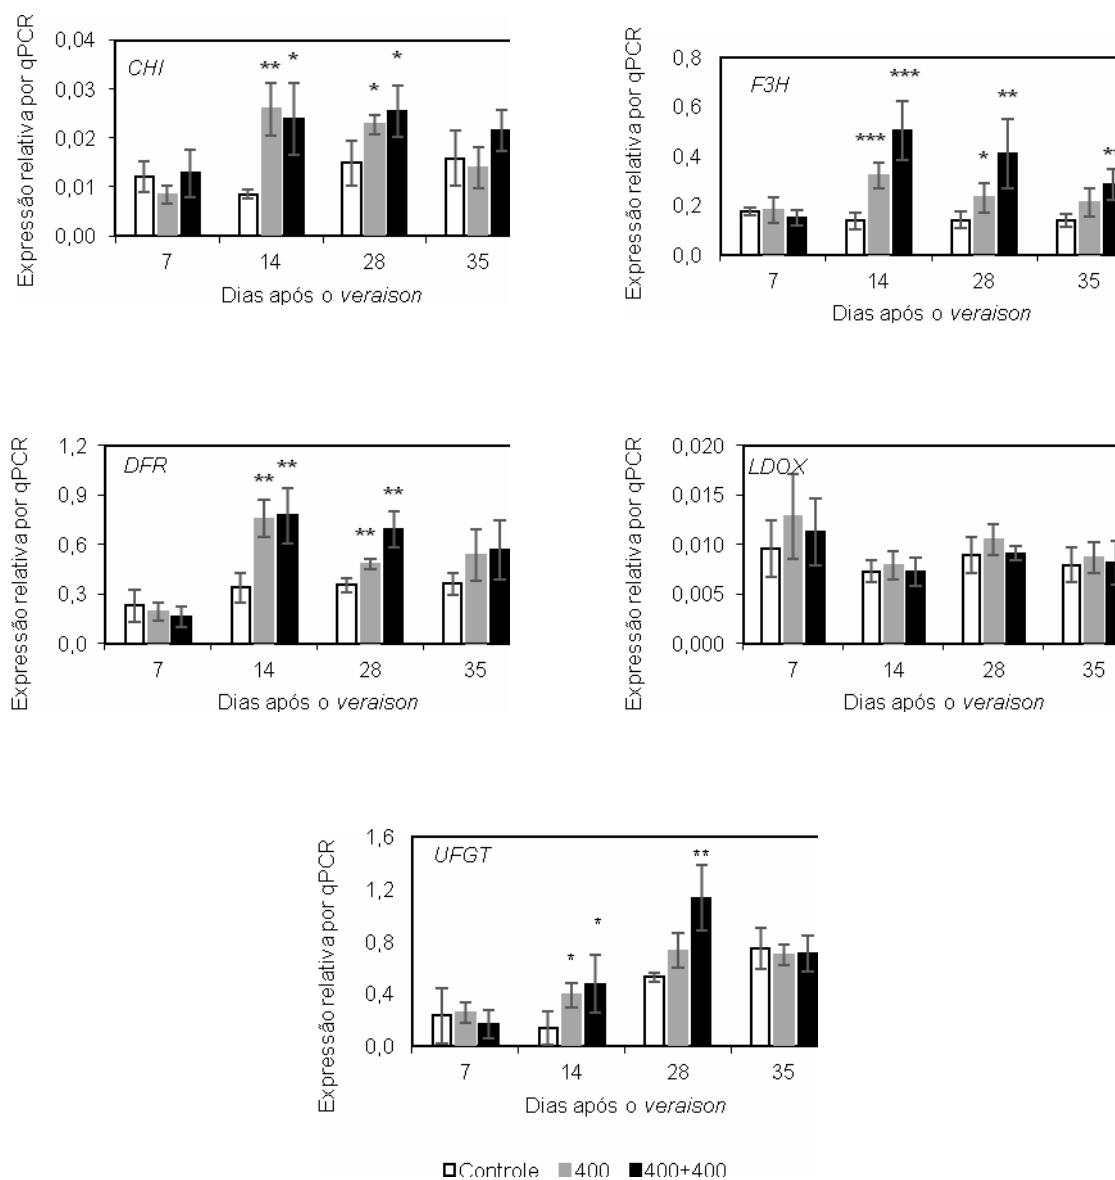 Expressão relativa por qPCR
0,04
0,03
0,02
0,01
0,00
CHI
** * * *
7 14 28 35
Dias após o veraison
Expressão relativa por qPCR
0,8
0,6
0,4
0,2
0,0
F3H
*** *** * ** **
7 14 28 35
Dias após o veraison
Expressão relativa por qPCR
1,2
0,9
0,6
0,3
0,0
DFR
** ** ** **
7 14 28 35
Dias após o veraison
Expressão relativa por qPCR
0,020
0,015
0,010
0,005
0,000
LDOX
7 14 28 35
Dias após o veraison
Expressão relativa por qPCR
1,6
1,2
0,8
0,4
0,0
UFGT
* * **
7 14 28 35
Dias após o veraison
Controle 400 400+400